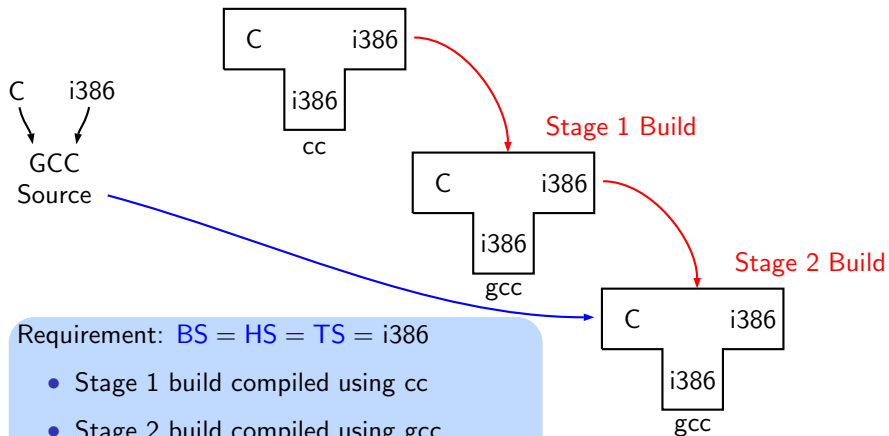 C i386
i386
cc
C i386
GCC
Source
Stage 1 Build
C i386
i386
gcc
Stage 2 Build
C i386
i386
gcc
Requirement: BS = HS = TS = i386
• Stage 1 build compiled using cc
• Stage 2 build compiled using gcc